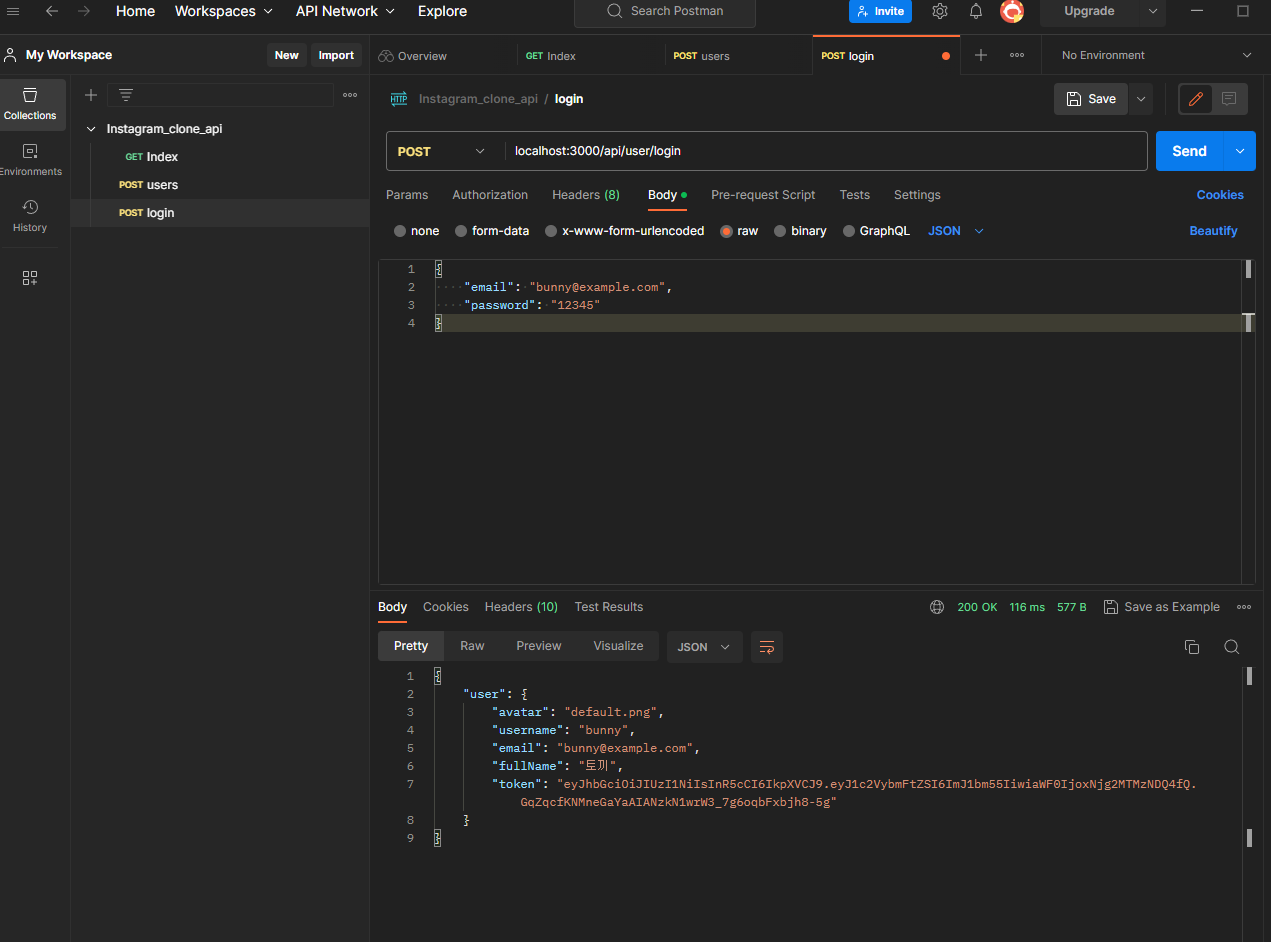 Home Workspaces API Network Explore Search Postman Invite Upgrade
My Workspace New Import Overview GET Index POST users POST login No Environment
Collections
Environments
History
Instagram_clone_api
GET Index
POST users
POST login
HTTP Instagram_clone_api / login Save
POST localhost:3000/api/user/login Send
Params Authorization Headers (8) Body Pre-request Script Tests Settings Cookies
none form-data x-www-form-urlencoded raw binary GraphQL JSON Beautify
1 {
2 "email": "bunny@example.com",
3 "password": "12345"
4 }
Body Cookies Headers (10) Test Results 200 OK 116 ms 577 B Save as Example
Pretty Raw Preview Visualize JSON
1 {
2 "user": {
3 "avatar": "default.png",
4 "username": "bunny",
5 "email": "bunny@example.com",
6 "fullName": "토끼",
7 "token": "eyJhbGciOiJIUzI1NiIsInR5cCI6IkpXVCJ9.eyJ1c2VybmFtZSI6ImJ1bm55IiwiaWF0IjoxNjg2MTMzNDQ4fQ.
GqZqcfKNMneGaYaAIANzkN1wrW3_7g6oqbFxbjh8-5g"
8 }
9 }